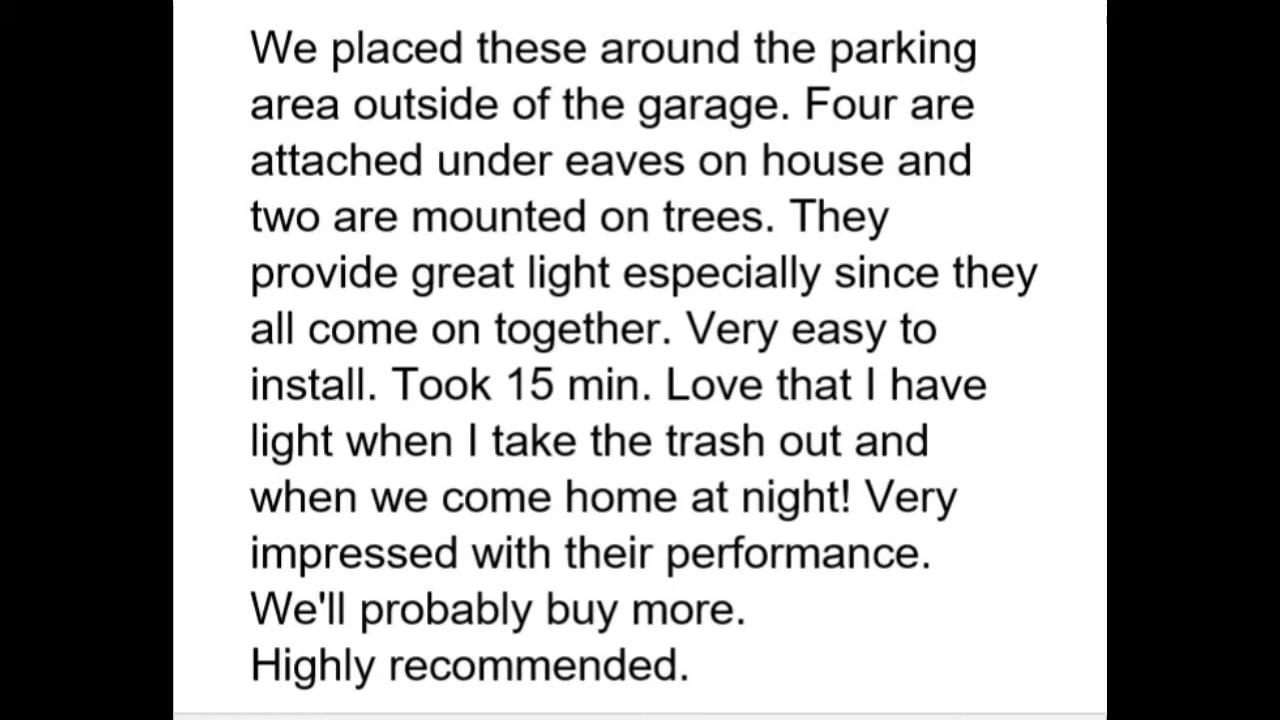 We placed these around the parking
area outside of the garage. Four are
attached under eaves on house and
two are mounted on trees. They
provide great light especially since they
all come on together. Very easy to
install. Took 15 min. Love that I have
light when I take the trash out and
when we come home at night! Very
impressed with their performance.
We'll probably buy more.
Highly recommended.